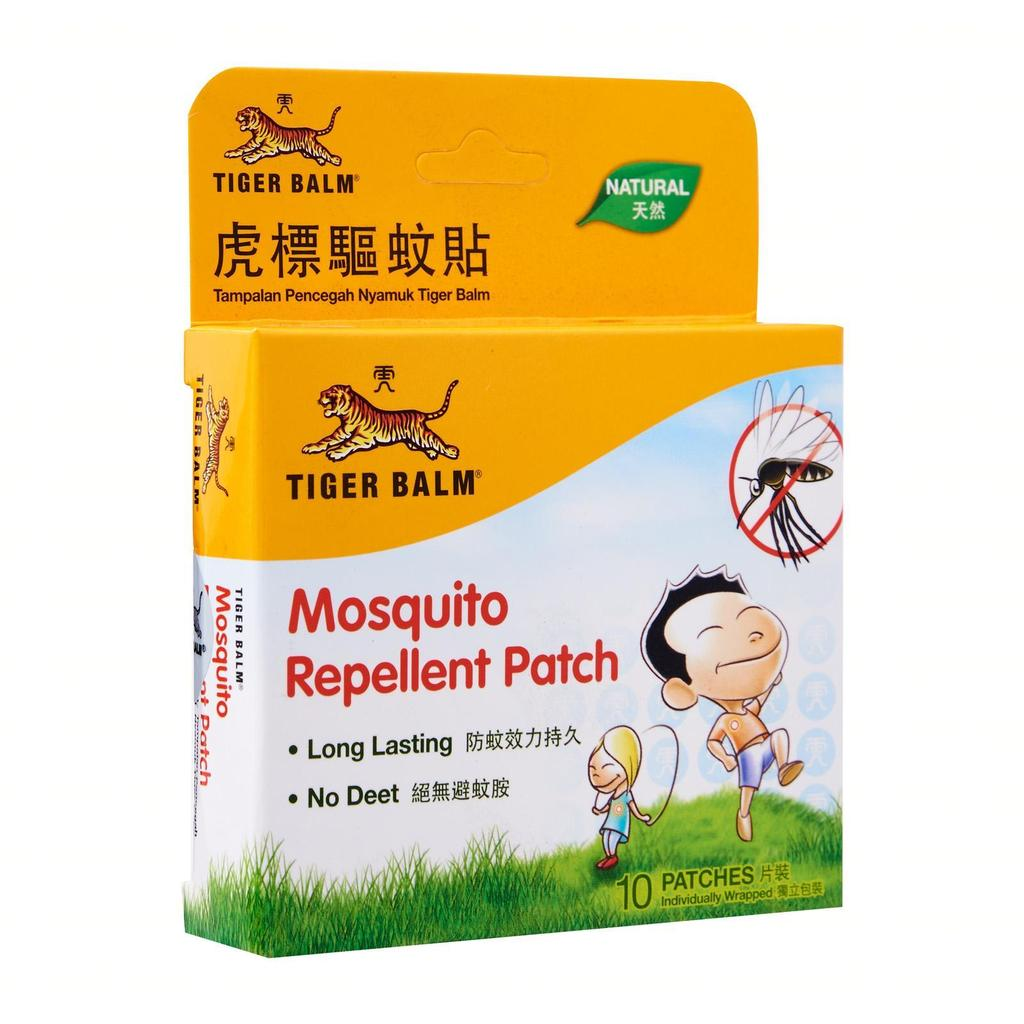 TIGER BALM®
NATURAL
天然
虎標驅蚊貼
Tampalan Pencegah Nyamuk Tiger Balm
TIGER BALM®
Mosquito
Repellent Patch
• Long Lasting 防蚊效力持久
• No Deet 絕無避蚊胺
10 PATCHES 片裝
Individually Wrapped 獨立包裝
TIGER BALM
TIGER BALM®
Mosquito
Patch